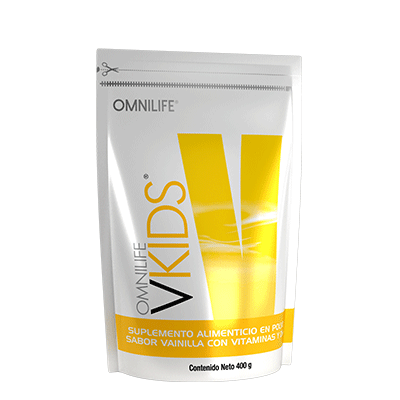 OMNILIFE®
OMNILIFE
VKIDS®
SUPLEMENTO ALIMENTICIO EN
SABOR VAINILLA CON VITAMINAS
Contenido Neto 400 g